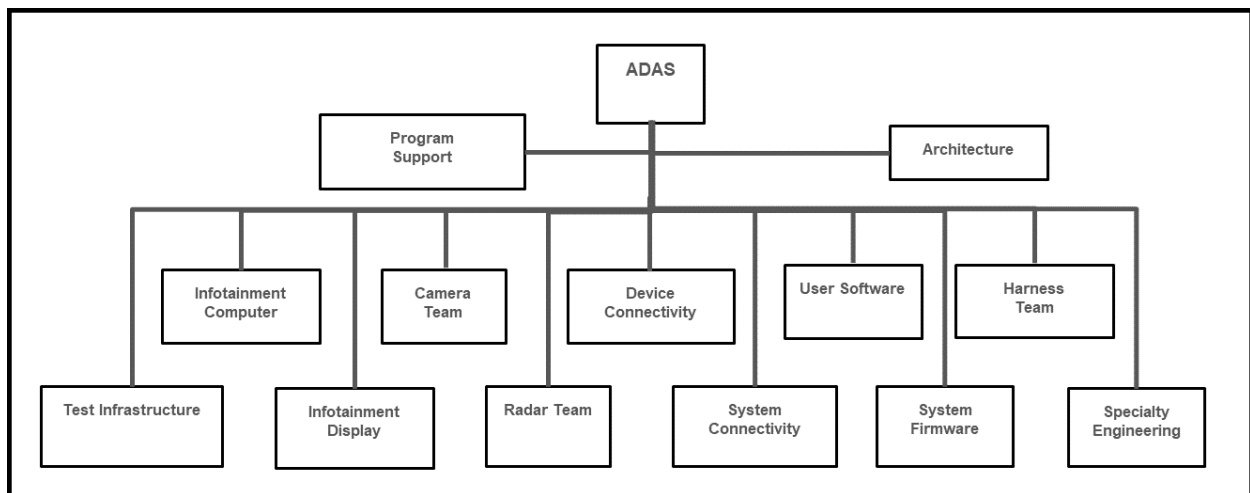 ADAS
Program
Support
Architecture
Infotainment
Computer
Camera
Team
Device
Connectivity
User Software
Harness
Team
Test Infrastructure
Infotainment
Display
Radar Team
System
Connectivity
System
Firmware
Specialty
Engineering